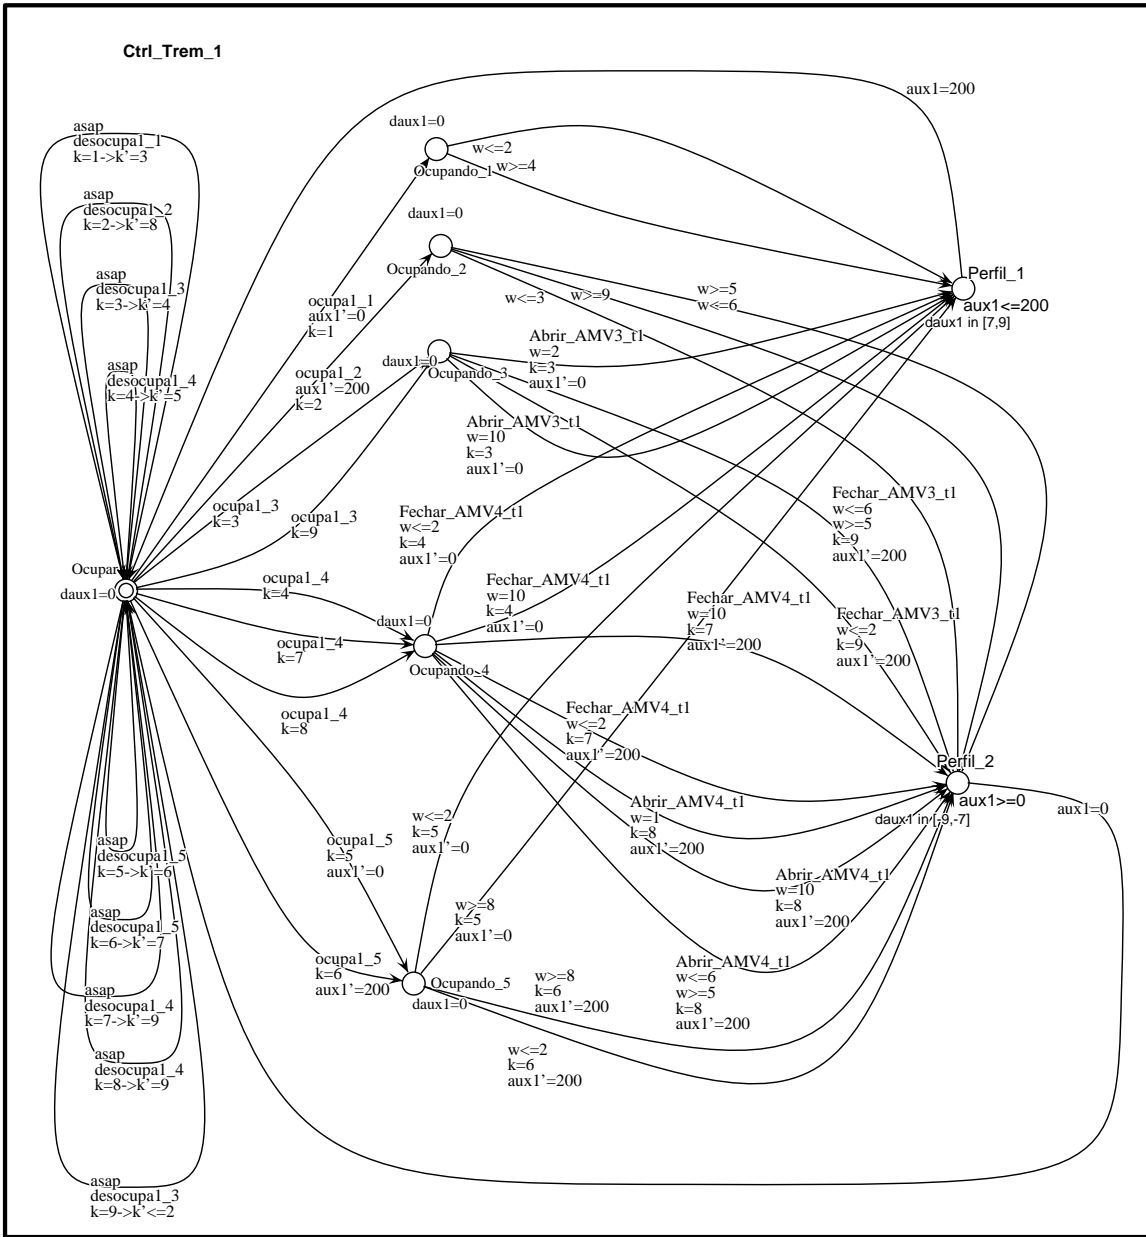 Ctrl_Trem_1
aux1=200
asap
desocupa1_1
k=1->k'=3
daux1=0
w<=2
Ocupando_1
w>=4
asap
desocupa1_2
k=2->k'=8
daux1=0
Ocupando_2
asap
desocupa1_3
k=3->k'=4
ocupa1_1
aux1'=0
k=1
w<=3
w>=9
w>=5
w<=6
Perfil_1
aux1<=200
daux1 in [7,9]
asap
desocupa1_4
k=4->k'=5
ocupa1_2
aux1'=200
k=2
daux1=0
Ocupando_3
Abrir_AMV3_t1
w=2
k=3
aux1'=0
Abrir_AMV3_t1
w=10
k=3
aux1'=0
ocupa1_3
k=3
ocupa1_3
k=9
Fechar_AMV4_t1
w<=2
k=4
aux1'=0
Fechar_AMV3_t1
w<=6
w>=5
k=9
aux1'=200
Ocupar
daux1=0
ocupa1_4
k=4
Fechar_AMV4_t1
w=10
k=4
aux1'=0
Fechar_AMV4_t1
w=10
k=7
aux1'=200
Fechar_AMV3_t1
w<=2
k=9
aux1'=200
daux1=0
Ocupando_4
ocupa1_4
k=7
ocupa1_4
k=8
Fechar_AMV4_t1
w<=2
k=7
aux1'=200
Perfil_2
aux1>=0
daux1 in [-9,-7]
aux1=0
Abrir_AMV4_t1
w=1
k=8
aux1'=200
w<=2
k=5
aux1'=0
ocupa1_5
k=5
aux1'=0
asap
desocupa1_5
k=5->k'=6
Abrir_AMV4_t1
w=10
k=8
aux1'=200
w>=8
k=5
aux1'=0
asap
desocupa1_5
k=6->k'=7
ocupa1_5
k=6
aux1'=200
Ocupando_5
daux1=0
w>=8
k=6
aux1'=200
Abrir_AMV4_t1
w<=6
w>=5
k=8
aux1'=200
asap
desocupa1_4
k=7->k'=9
asap
desocupa1_4
k=8->k'=9
w<=2
k=6
aux1'=200
asap
desocupa1_3
k=9->k'<=2